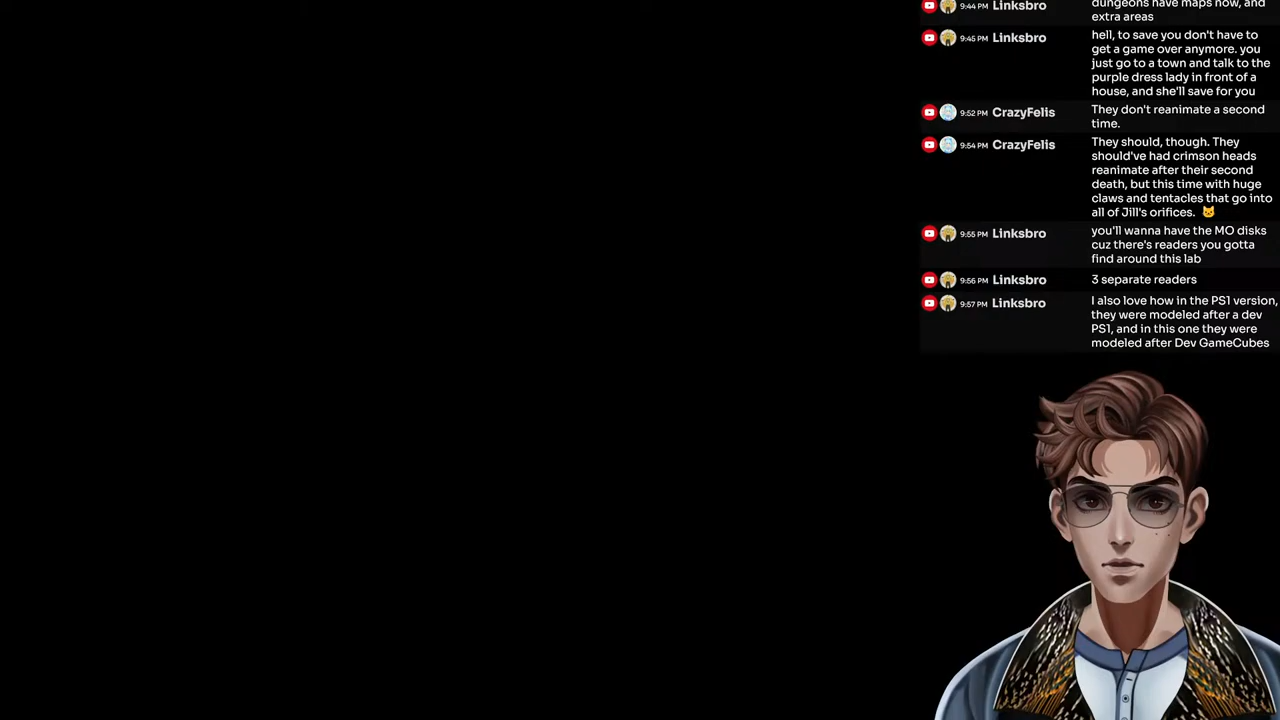 9:44 PM Linksbro dungeons have maps now, and
extra areas
9:45 PM Linksbro hell, to save you don't have to
get a game over anymore. you
just go to a town and talk to the
purple dress lady in front of a
house, and she'll save for you
9:52 PM CrazyFelis They don't reanimate a second
time.
9:54 PM CrazyFelis They should, though. They
should've had crimson heads
reanimate after their second
death, but this time with huge
claws and tentacles that go into
all of Jill's orifices. 🐱
9:55 PM Linksbro you'll wanna have the MO disks
cuz there's readers you gotta
find around this lab
9:56 PM Linksbro 3 separate readers
9:57 PM Linksbro I also love how in the PS1 version,
they were modeled after a dev
PS1, and in this one they were
modeled after Dev GameCubes